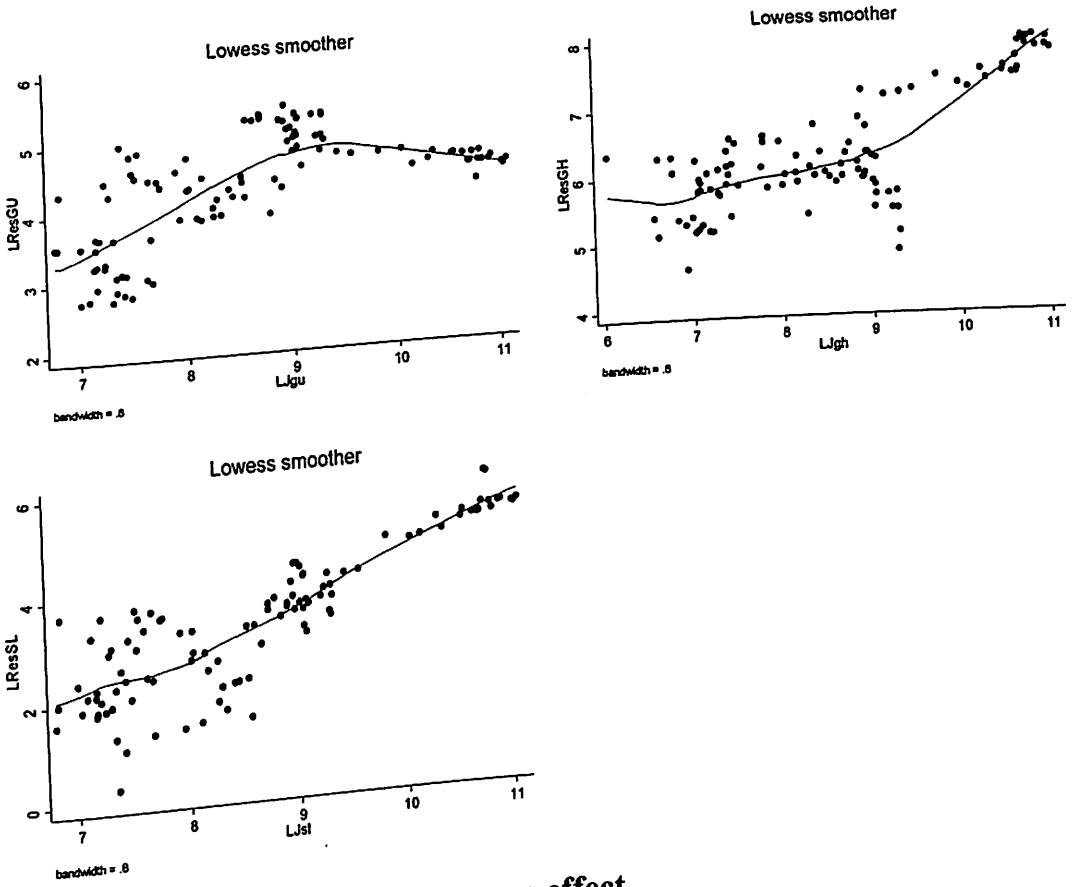 Lowess smoother
LResGU
6
5
4
3
2
7
8
9
10
11
LJgu
bandwidth = .8
Lowess smoother
LResGH
8
7
6
5
4
6
7
8
9
10
11
LJgh
bandwidth = .8
Lowess smoother
LResSL
6
4
2
0
7
8
9
10
11
LJsl
bandwidth = .8
effect